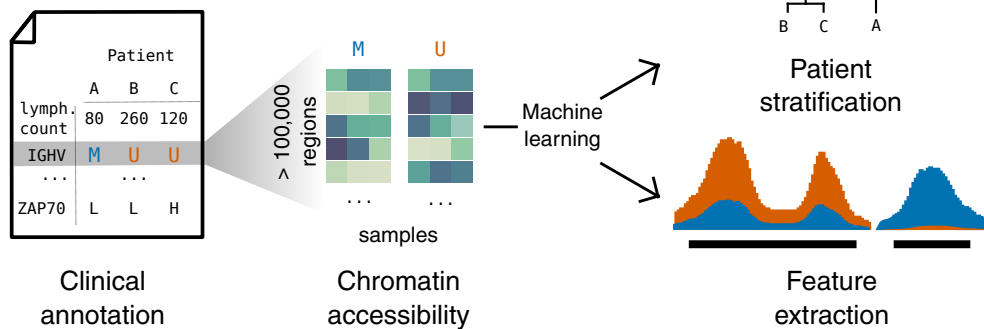 Patient
A B C
lymph.
count
80 260 120
IGHV M U U
... ...
ZAP70 L L H
Clinical
annotation
> 100,000
regions
M U
... ...
samples
Chromatin
accessibility
Machine
learning
B C A
Patient
stratification
Feature
extraction